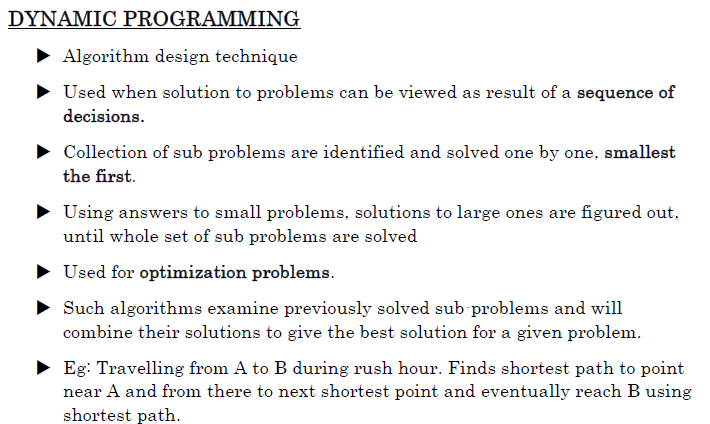 DYNAMIC PROGRAMMING
▶ Algorithm design technique
▶ Used when solution to problems can be viewed as result of a sequence of
decisions.
▶ Collection of sub problems are identified and solved one by one, smallest
the first.
▶ Using answers to small problems, solutions to large ones are figured out,
until whole set of sub problems are solved
▶ Used for optimization problems.
▶ Such algorithms examine previously solved sub-problems and will
combine their solutions to give the best solution for a given problem.
▶ Eg: Travelling from A to B during rush hour. Finds shortest path to point
near A and from there to next shortest point and eventually reach B using
shortest path.